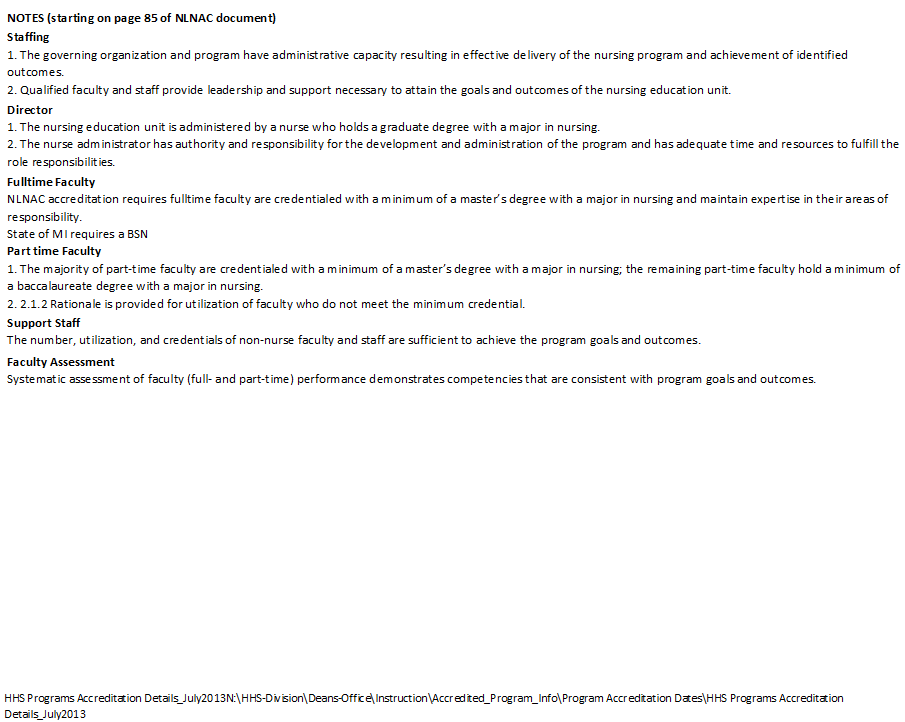 NOTES (starting on page 85 of NLNAC document)
Staffing
1. The governing organization and program have administrative capacity resulting in effective delivery of the nursing program and achievement of identified
outcomes.
2. Qualified faculty and staff provide leadership and support necessary to attain the goals and outcomes of the nursing education unit.
Director
1. The nursing education unit is administered by a nurse who holds a graduate degree with a major in nursing.
2. The nurse administrator has authority and responsibility for the development and administration of the program and has adequate time and resources to fulfill the
role responsibilities.
Fulltime Faculty
NLNAC accreditation requires fulltime faculty are credentialed with a minimum of a master's degree with a major in nursing and maintain expertise in their areas of
responsibility.
State of MI requires a BSN
Part time Faculty
1. The majority of part-time faculty are credentialed with a minimum of a master's degree with a major in nursing; the remaining part-time faculty hold a minimum of
a baccalaureate degree with a major in nursing.
2. 2.1.2 Rationale is provided for utilization of faculty who do not meet the minimum credential.
Support Staff
The number, utilization, and credentials of non-nurse faculty and staff are sufficient to achieve the program goals and outcomes.
Faculty Assessment
Systematic assessment of faculty (full- and part-time) performance demonstrates competencies that are consistent with program goals and outcomes.
HHS Programs Accreditation Details_July2013N:\HHS-Division\Deans-Office\Instruction\Accredited_Program_Info\Program Accreditation Dates\HHS Programs Accreditation
Details_July2013